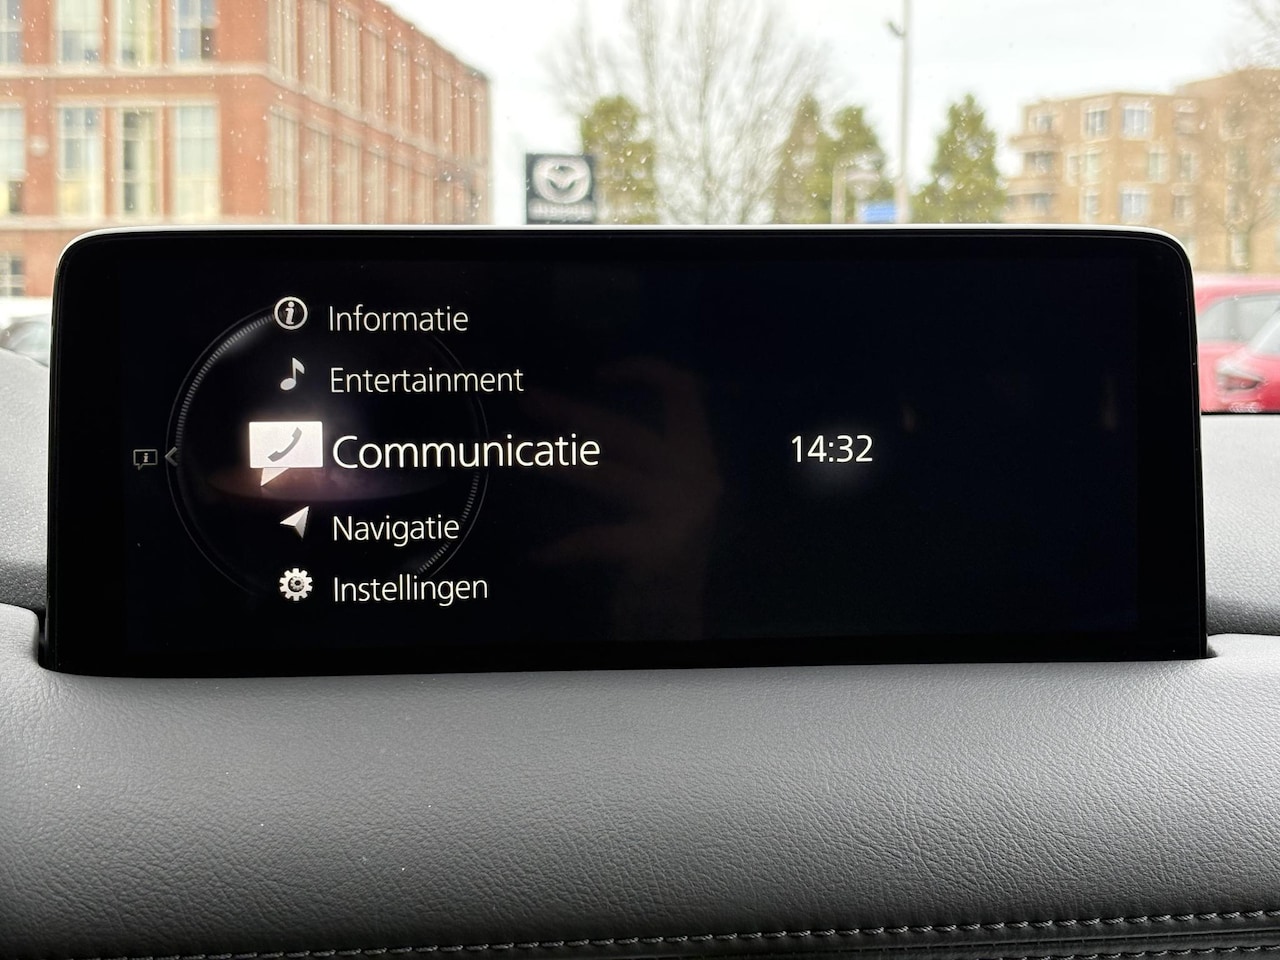 Informatie
Entertainment
Communicatie
14:32
Navigatie
Instellingen